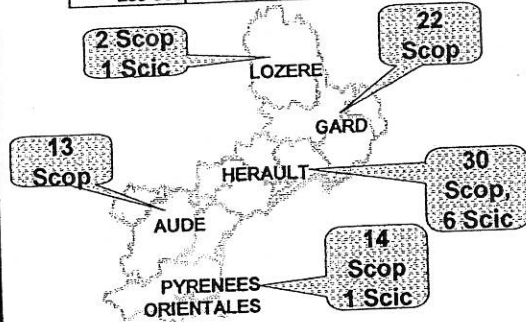 2 Scop
1 Scic
22
Scop
LOZERE
GARD
13
Scop
HERAULT
30
Scop,
6 Scic
AUDE
14
Scop
1 Scic
PYRENEES
ORIENTALES